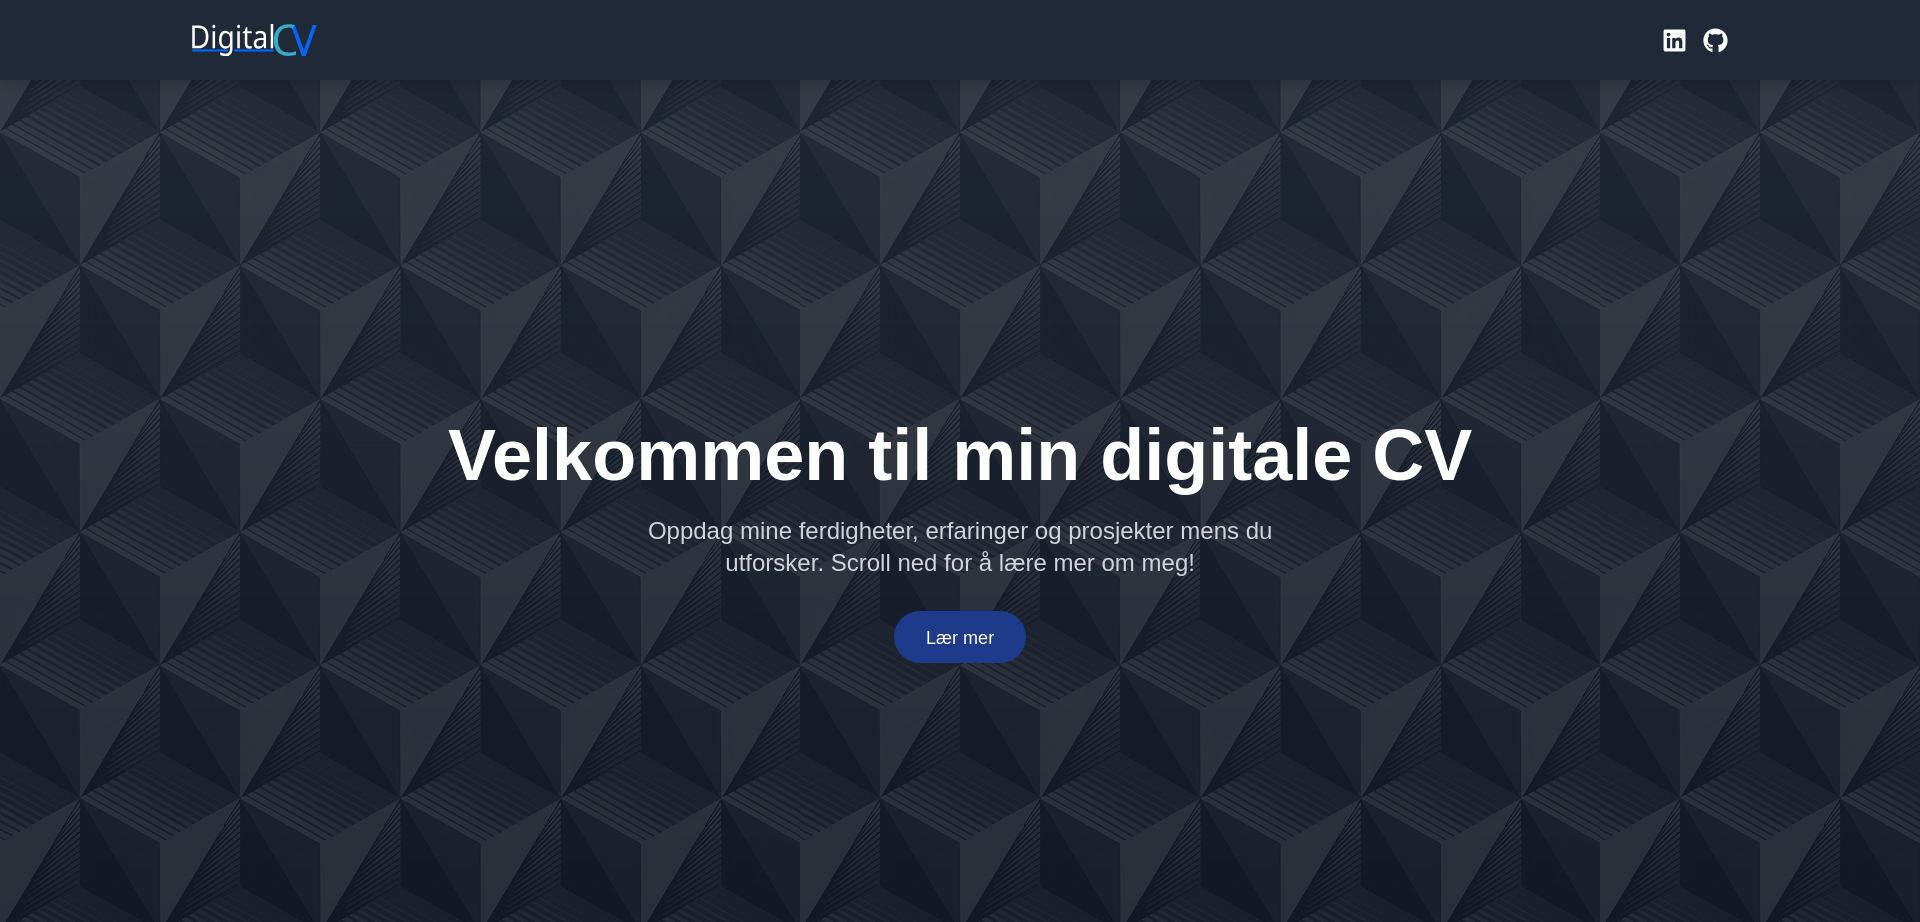 DigitalCV
Velkommen til min digitale CV
Oppdag mine ferdigheter, erfaringer og prosjekter mens du
utforsker. Scroll ned for å lære mer om meg!
Lær mer